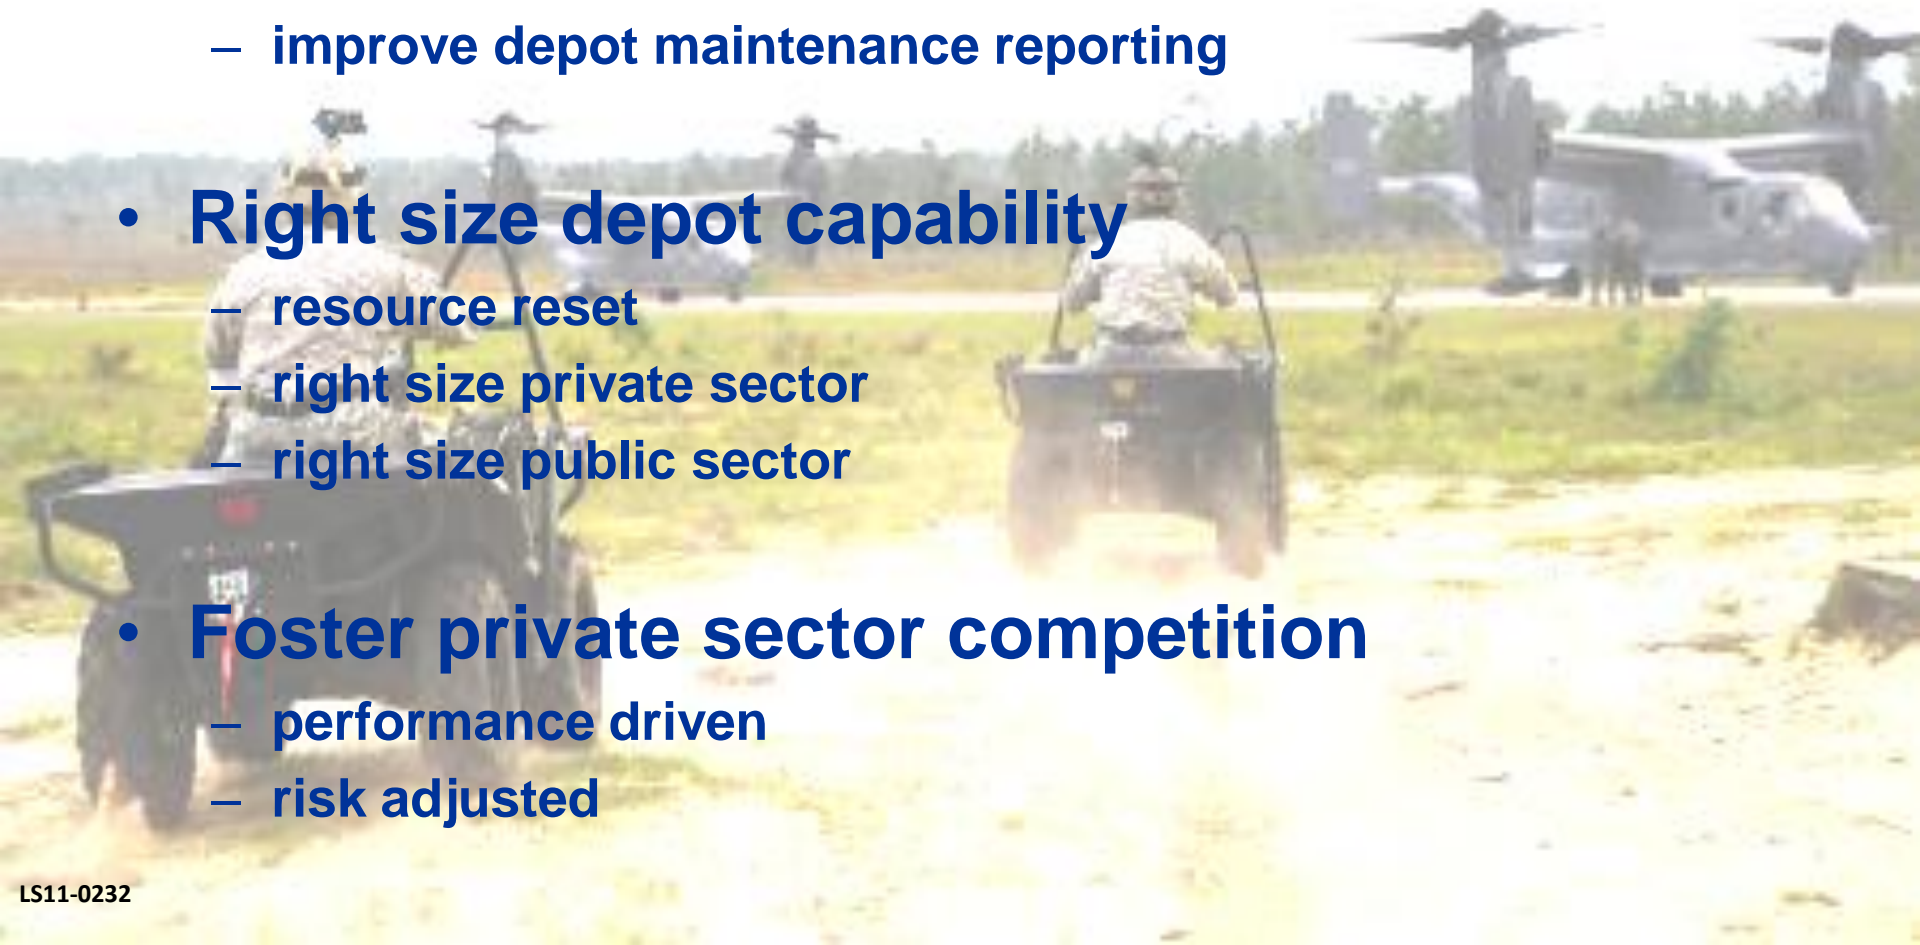 – improve depot maintenance reporting
• Right size depot capability
– resource reset
– right size private sector
– right size public sector
• Foster private sector competition
– performance driven
– risk adjusted
LS11-0232